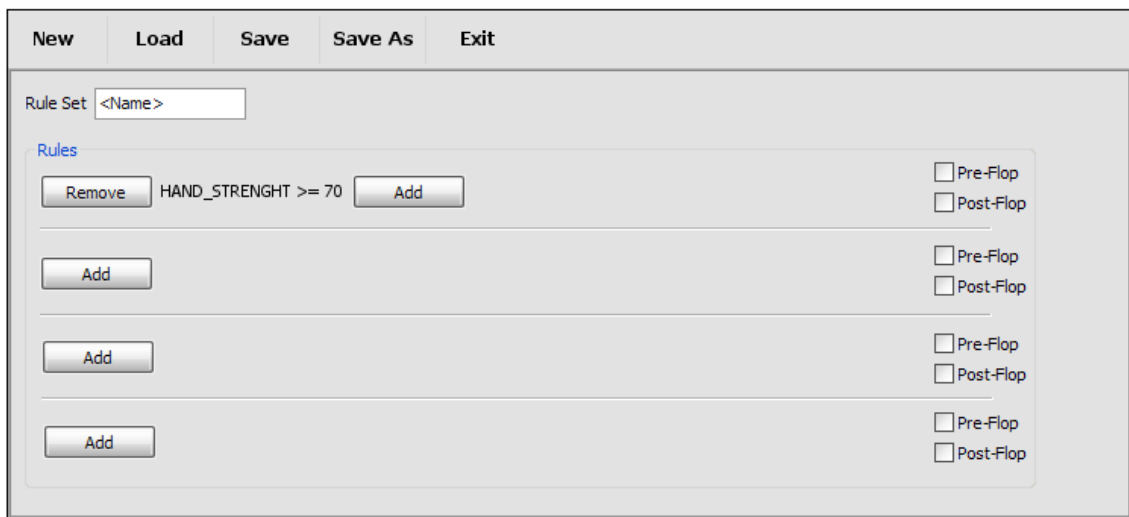 New Load Save Save As Exit
Rule Set <Name>
Rules
Remove HAND_STRENGHT >= 70 Add
Pre-Flop
Post-Flop
Add
Pre-Flop
Post-Flop
Add
Pre-Flop
Post-Flop
Add
Pre-Flop
Post-Flop